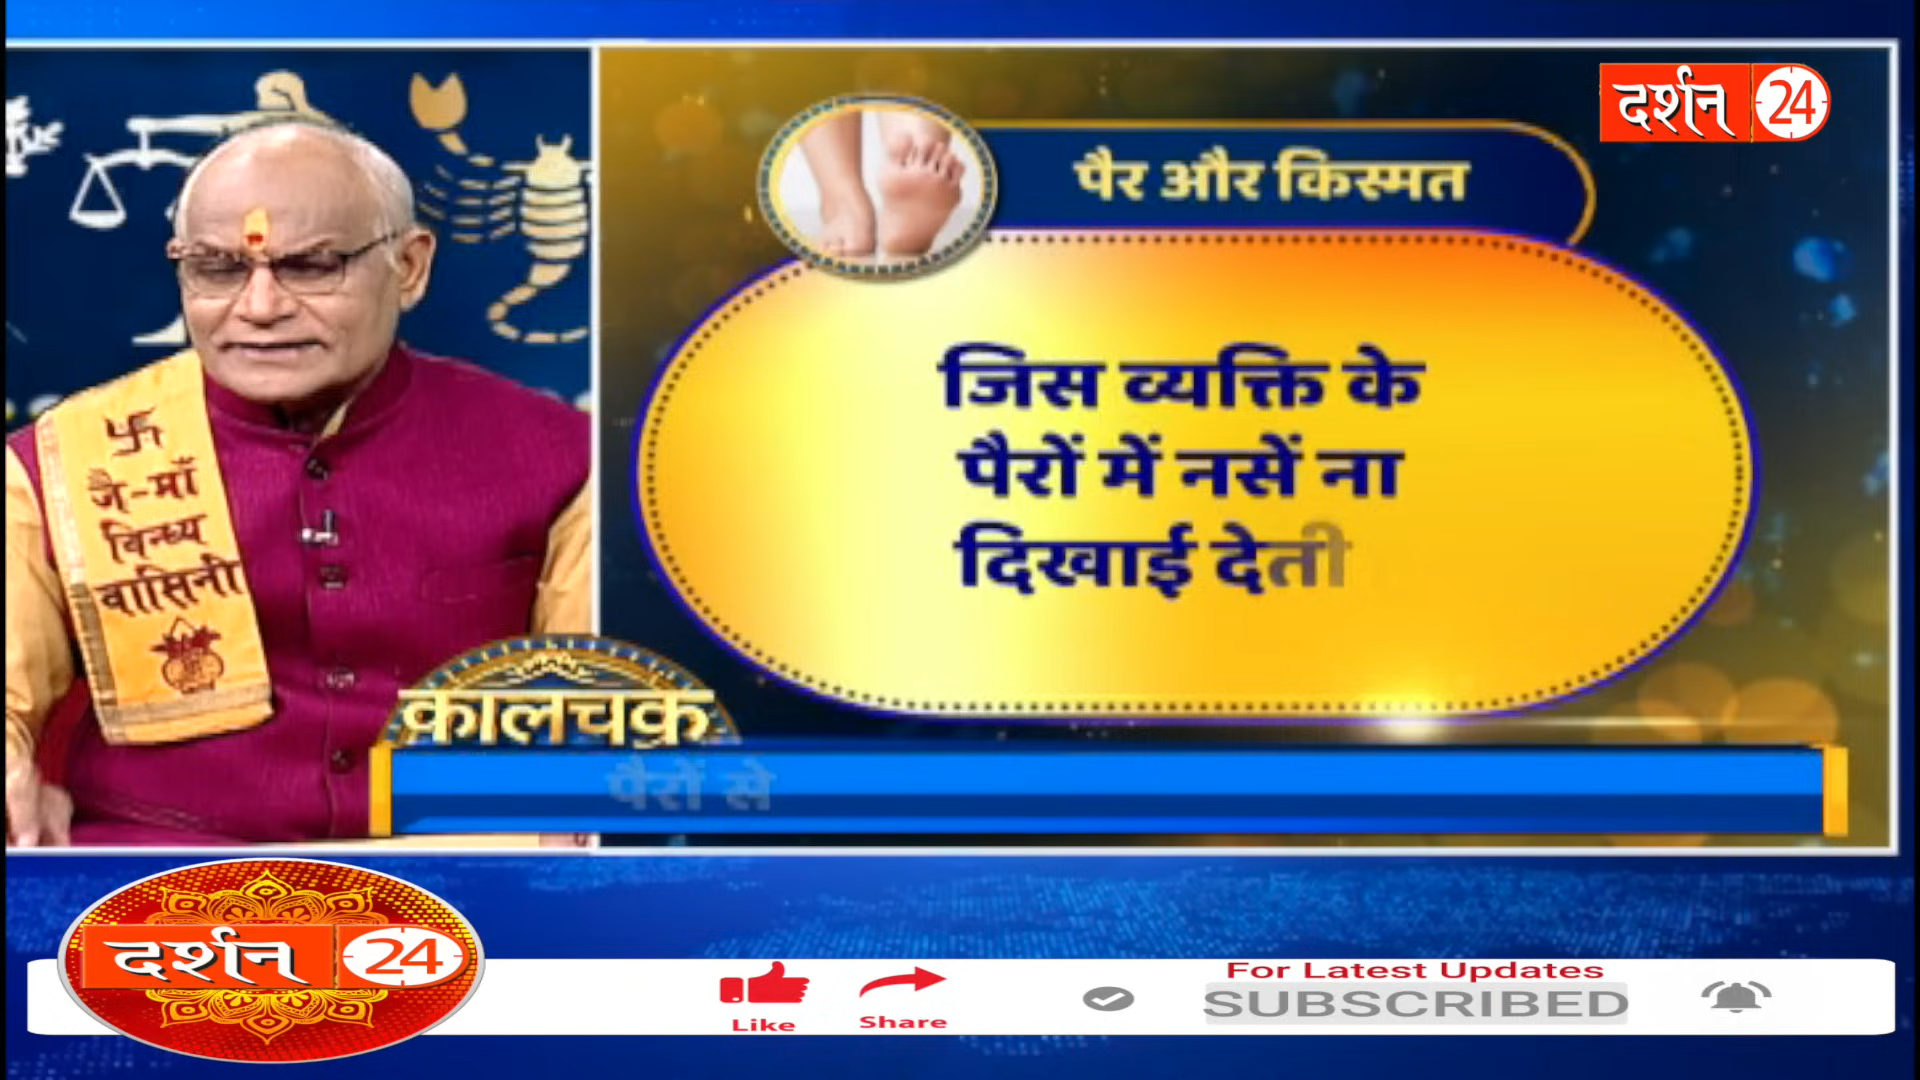 दर्शन 24
पैर और किस्मत
जिस व्यक्ति के
पैरों में नसें ना
दिखाई देती
जै-माँ
विन्ध्य
वासिनी
कालचक्र
पैरों से
दर्शन 24
Like
Share
For Latest Updates
SUBSCRIBED